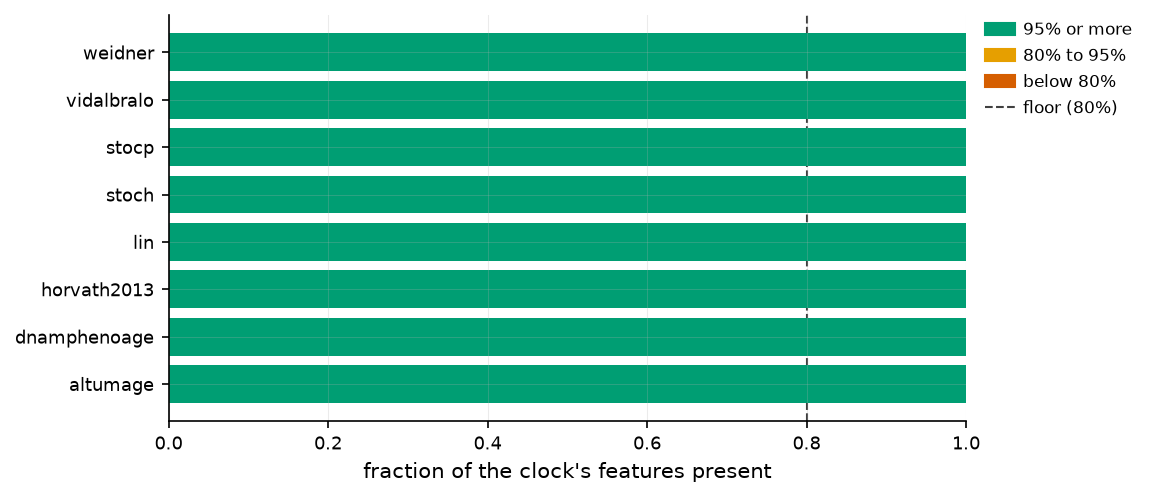 weidner
vidalbralo
stocp
stoch
lin
horvath2013
dnamphenoage
altumage
0.0 0.2 0.4 0.6 0.8 1.0
fraction of the clock's features present
95% or more
80% to 95%
below 80%
floor (80%)